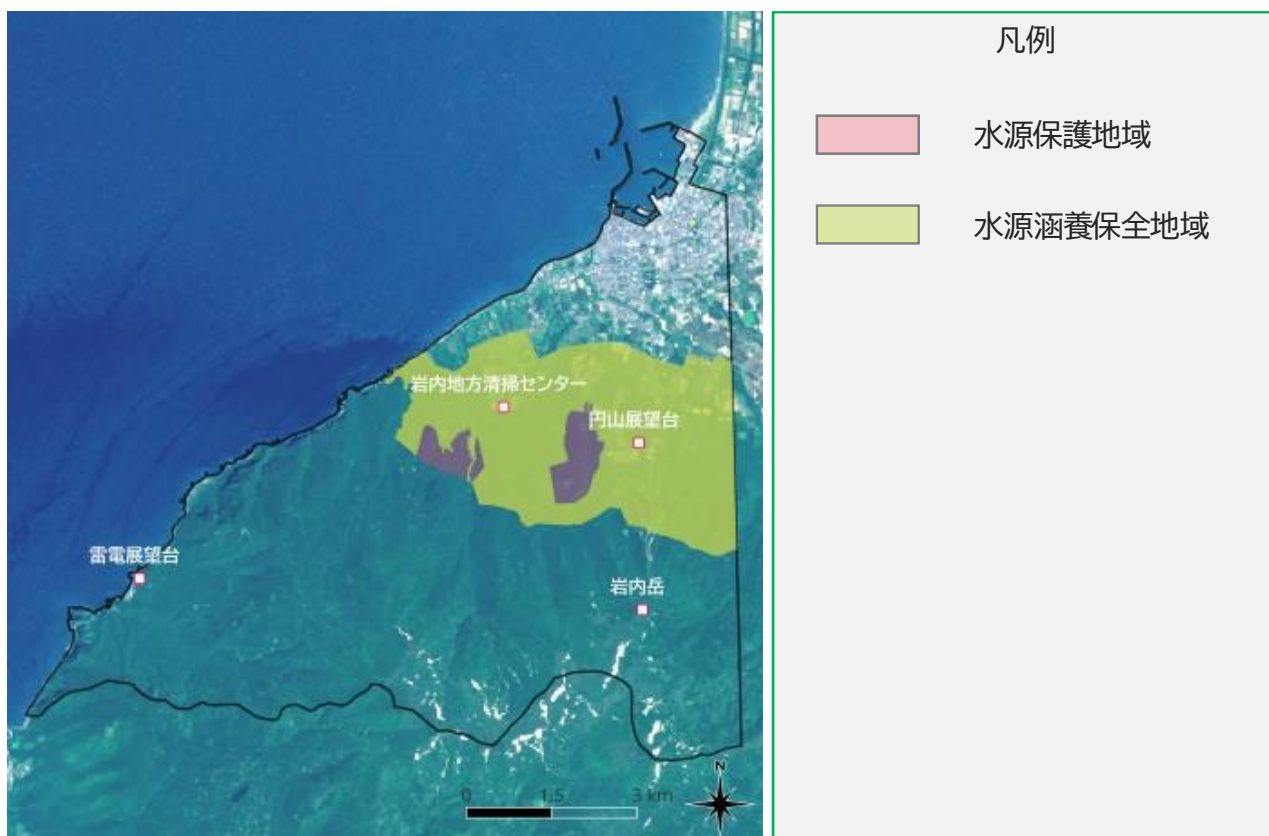 岩内地方清掃センター
円山展望台
雷電展望台
岩内岳
N
0 1.5 3 km
凡例
水源保護地域
水源涵養保全地域